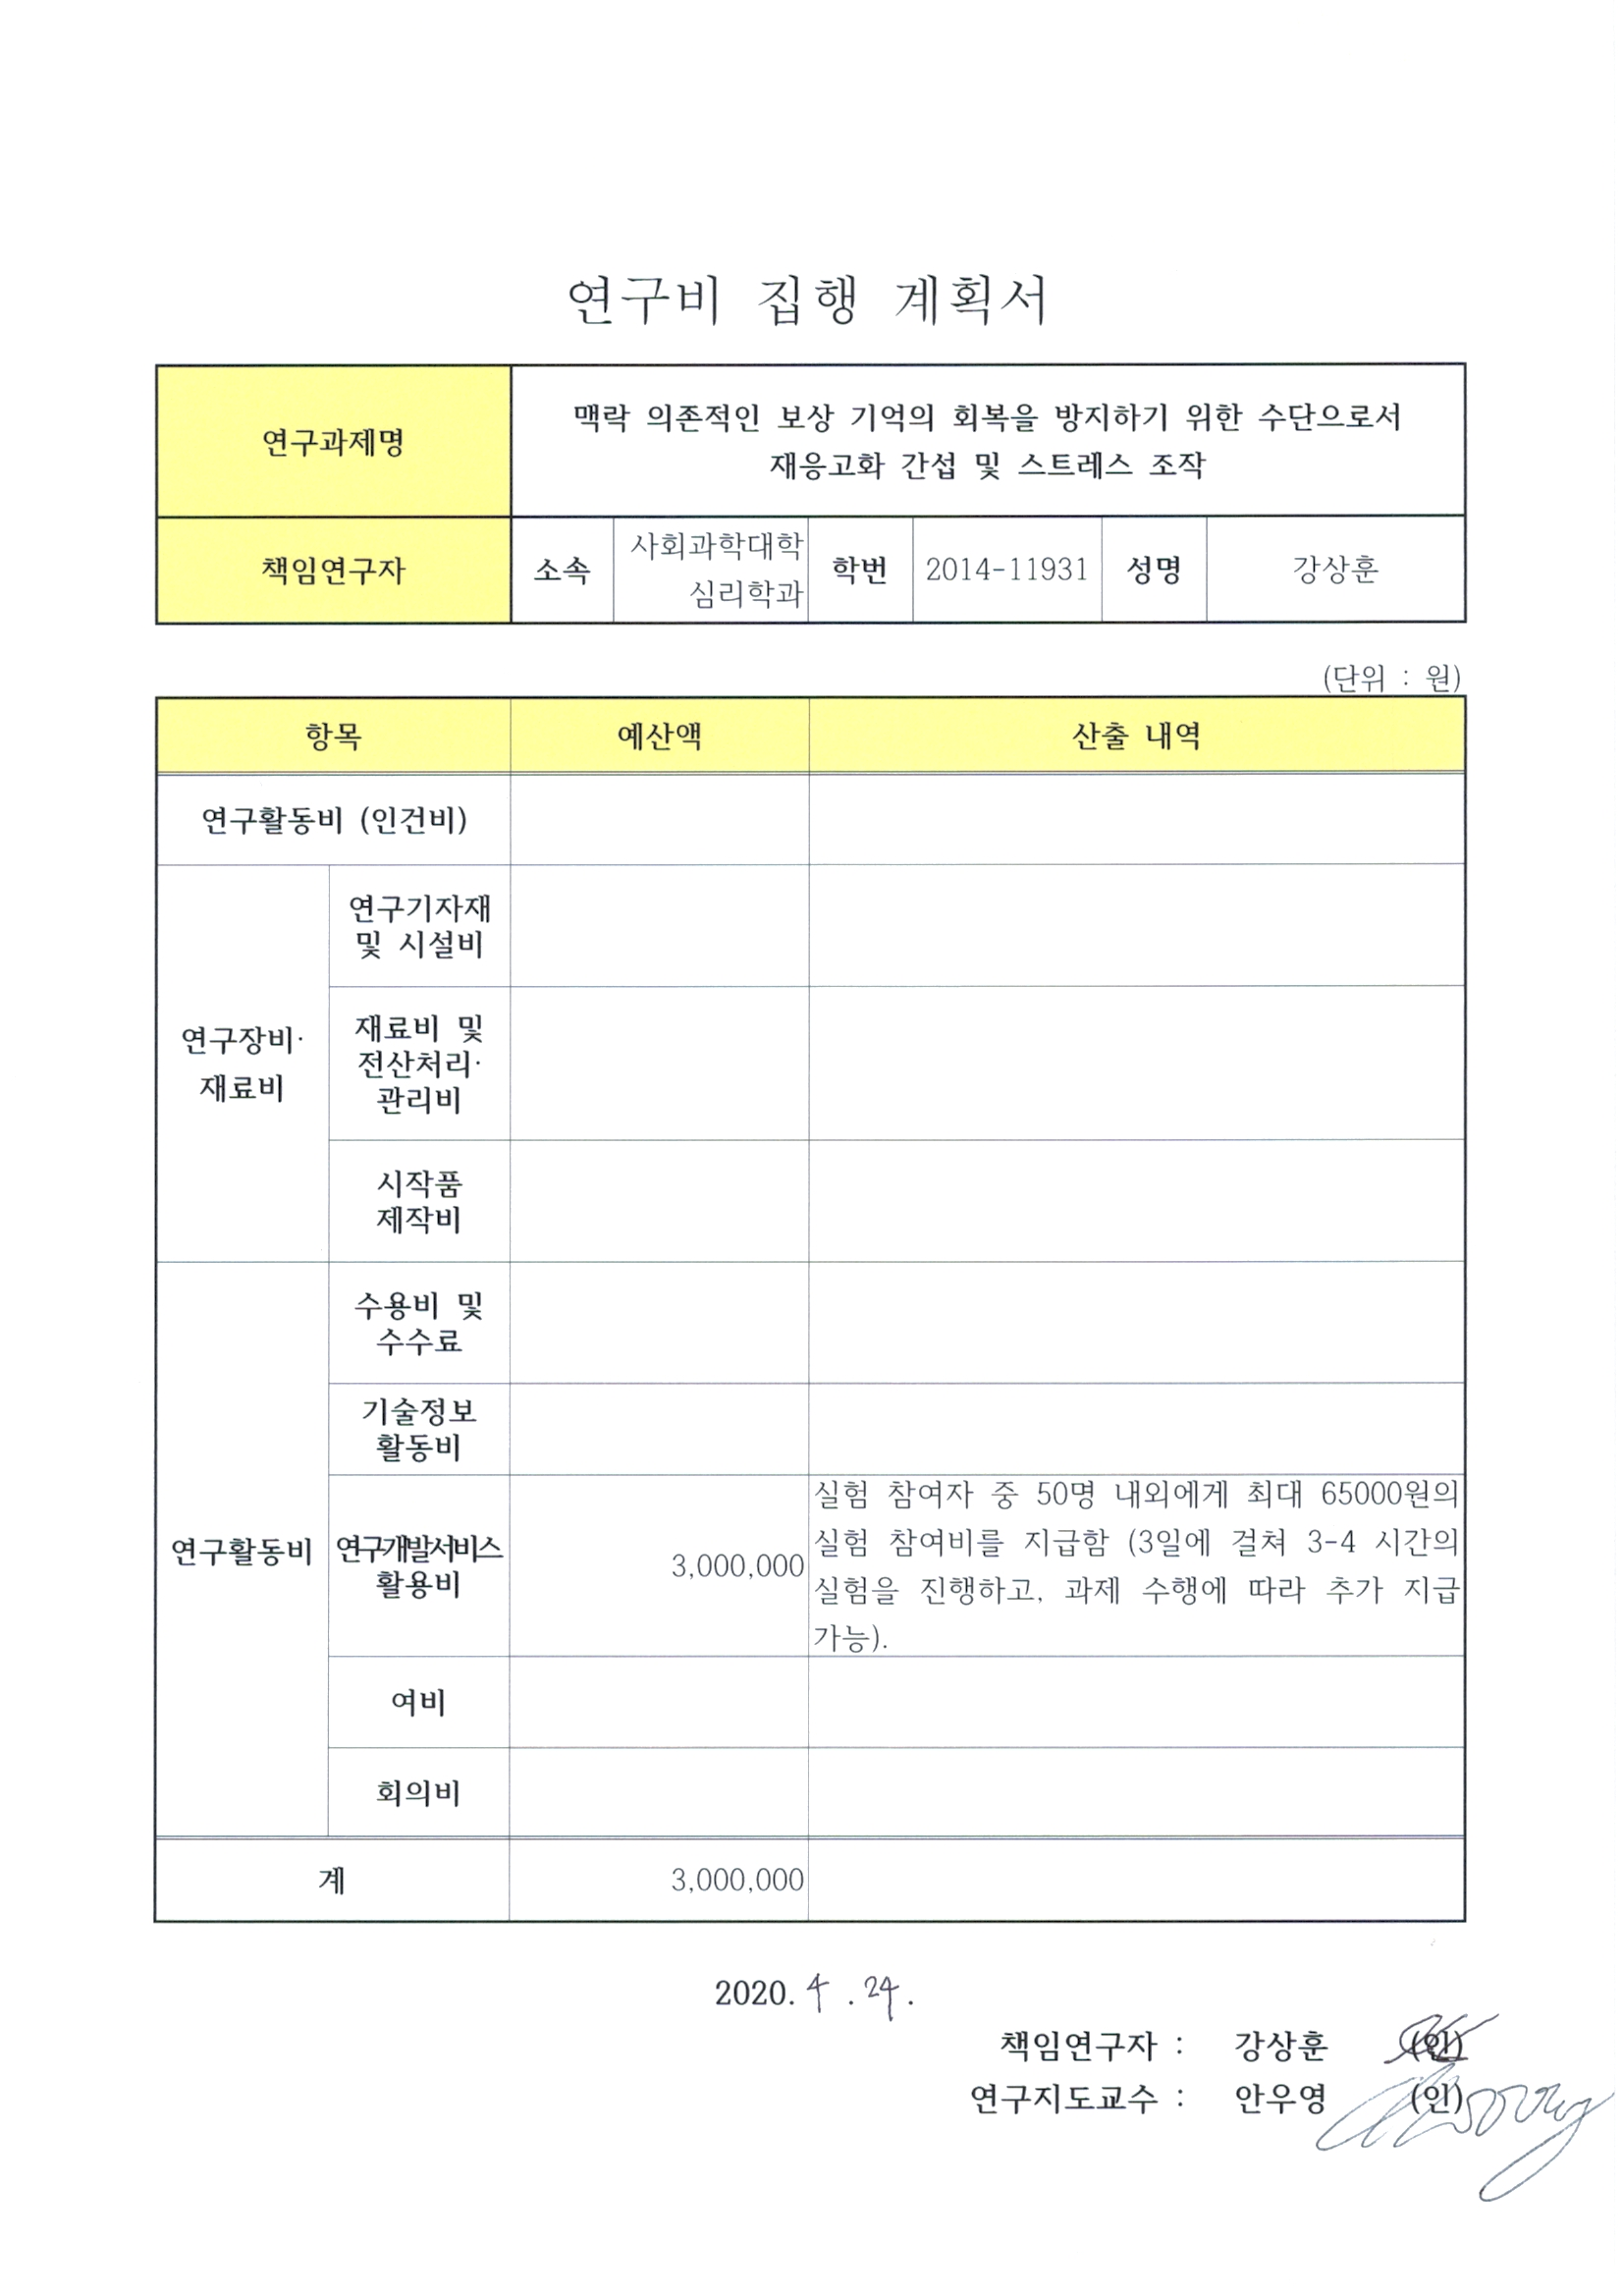 연구비 집행 계획서
연구과제명
맥락 의존적인 보상 기억의 회복을 방지하기 위한 수단으로서
재응고화 간섭 및 스트레스 조작
책임연구자
소속
사회과학대학
심리학과
학번
2014-11931
성명
강상훈
(단위 : 원)
항목
예산액
산출 내역
연구활동비 (인건비)
연구장비·
재료비
연구기자재
및 시설비
재료비 및
전산처리·
관리비
시작품
제작비
연구활동비
수용비 및
수수료
기술정보
활동비
연구개발서비스
활용비
3,000,000
실험 참여자 중 50명 내외에게 최대 65000원의
실험 참여비를 지급함 (3일에 걸쳐 3-4 시간의
실험을 진행하고, 과제 수행에 따라 추가 지급
가능).
여비
회의비
계
3,000,000
2020. 4 . 24 .
책임연구자 : 강상훈 (인)
연구지도교수 : 안우영 (인)